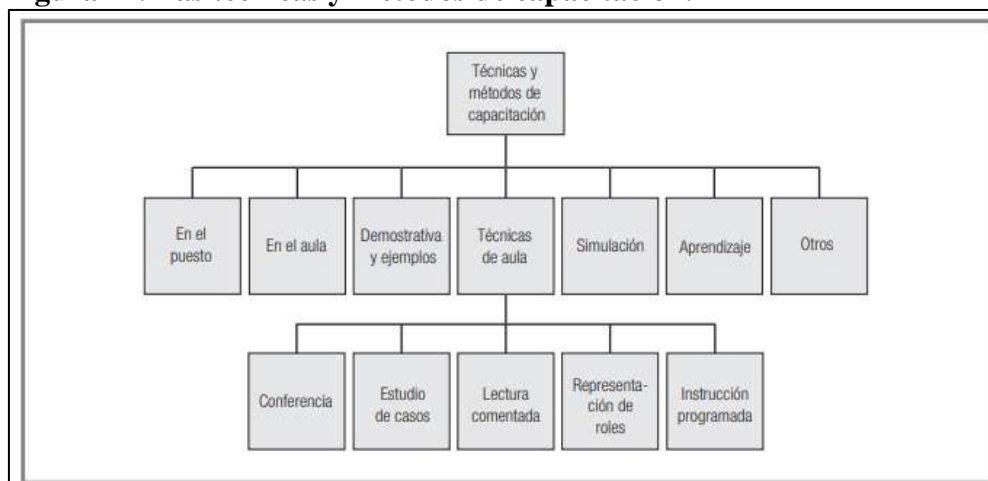 Técnicas y
métodos de
capacitación
En el
puesto
En el aula
Demostrativa
y ejemplos
Técnicas
de aula
Simulación
Aprendizaje
Otros
Conferencia
Estudio
de casos
Lectura
comentada
Representa-
ción de
roles
Instrucción
programada